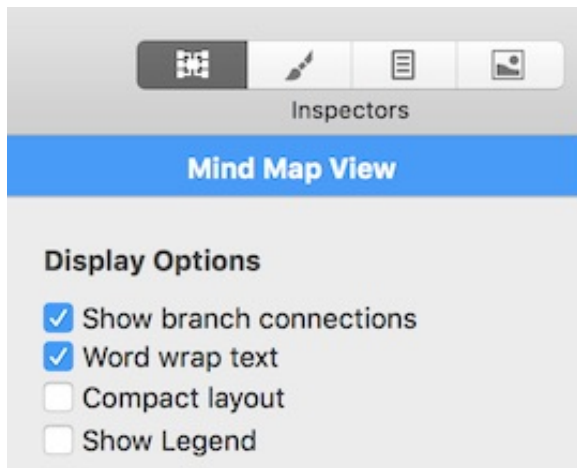 Inspectors
Mind Map View
Display Options
Show branch connections
Word wrap text
Compact layout
Show Legend